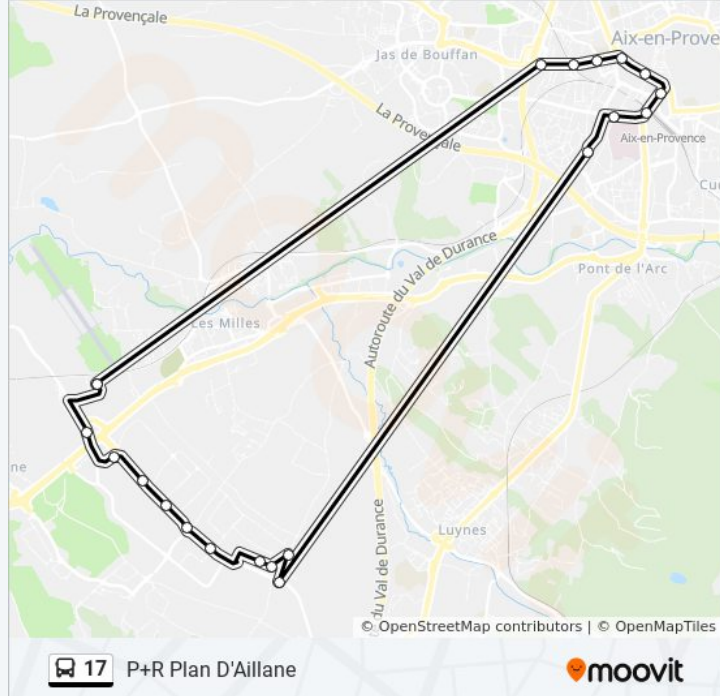 La Provençale
Aix-en-Prove
Jas de Bouffan
La Provençale
Aix-en-Provence
Cu
Autoroute du Val de Durance
Pont de l'Arc
Les Milles
ne
Luynes
du Val de Durance
© OpenStreetMap contributors | © OpenMapTiles
17 P+R Plan D'Aillane
moovit